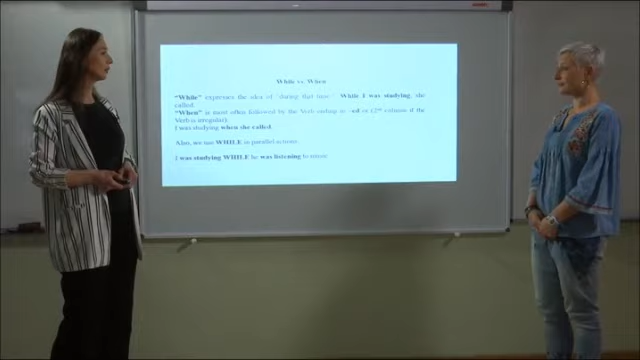 While vs. When
"While" expresses the idea of 'during that time'. While I was studying, she
called.
"When" is most often followed by the Verb ending in -ed or (2nd column if the
Verb is irregular).
I was studying when she called.
Also, we use WHILE in parallel actions.
I was studying WHILE he was listening to music.